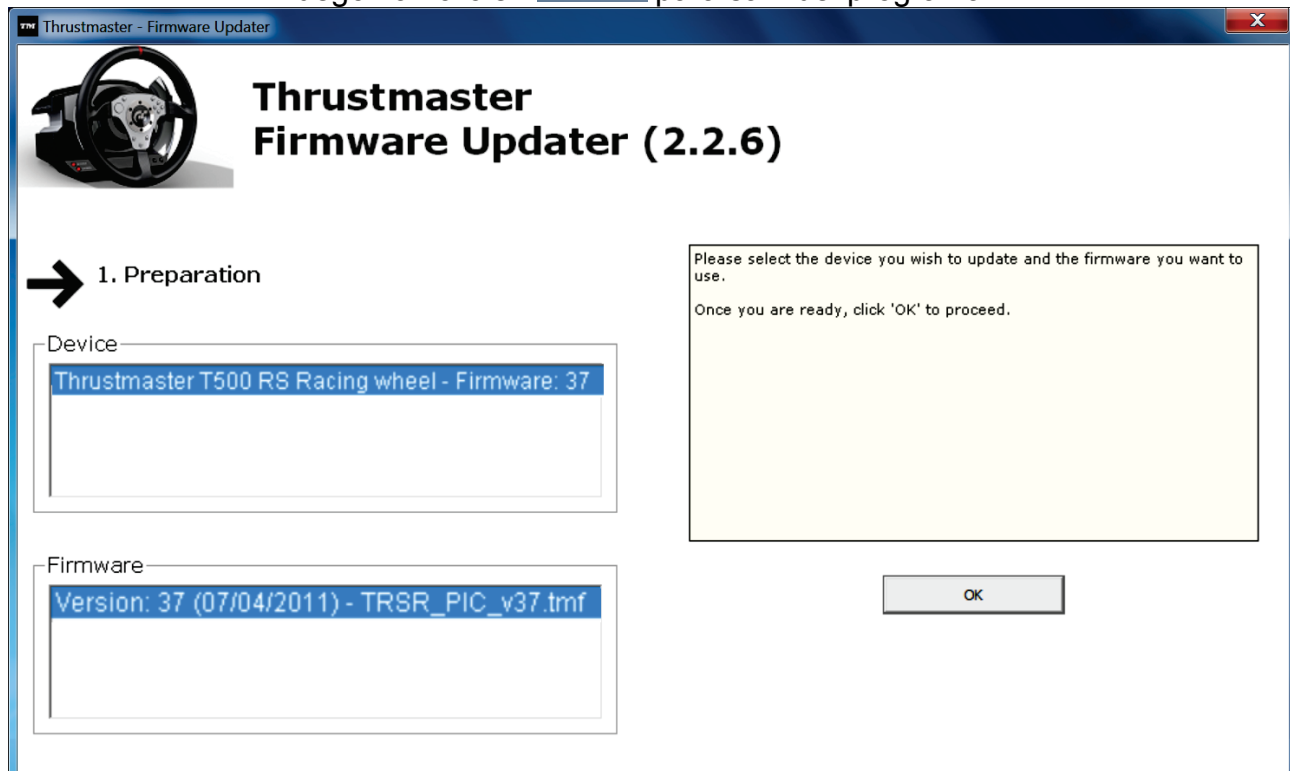 para
TM Thrustmaster - Firmware Updater
X
Thrustmaster
Firmware Updater (2.2.6)
1. Preparation
Please select the device you wish to update and the firmware you want to
use.
Once you are ready, click 'OK' to proceed.
Device
Thrustmaster T500 RS Racing wheel - Firmware: 37
Firmware
Version: 37 (07/04/2011) - TRSR_PIC_v37.tmf
OK